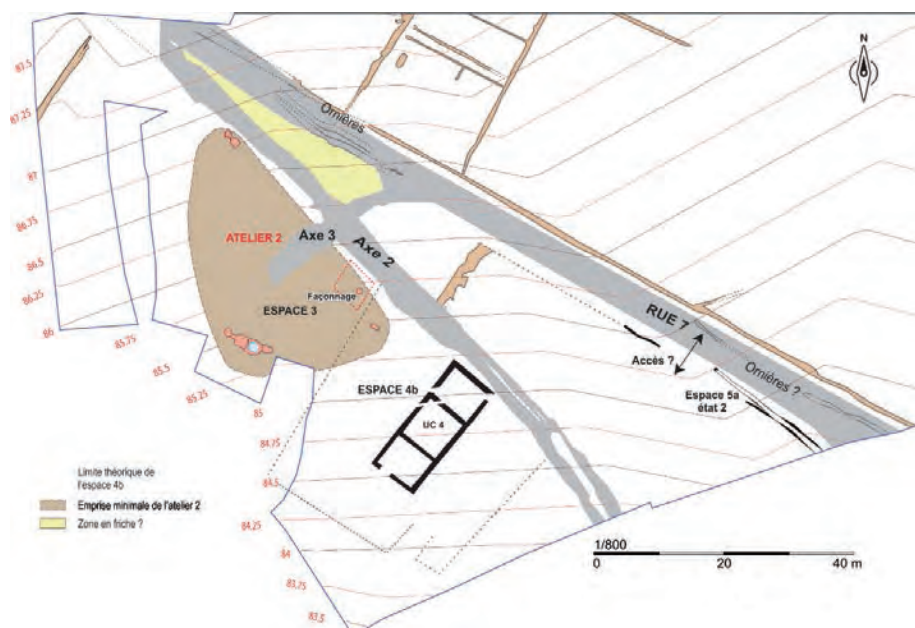 83.5
87.25
87
86.75
86.5
86.25
86
85.75
85.5
85.25
85
84.75
84.5
84.25
84
83.75
83.5
N
Ornières
ATELIER 2
Axe 3
Axe 2
Façonnage
ESPACE 3
RUE 7
Accès ?
Ornières ?
Espace 5a
état 2
ESPACE 4b
UC 4
Limite théorique de
l'espace 4b
Emprise minimale de l'atelier 2
Zone en friche ?
1/800
0 20 40 m